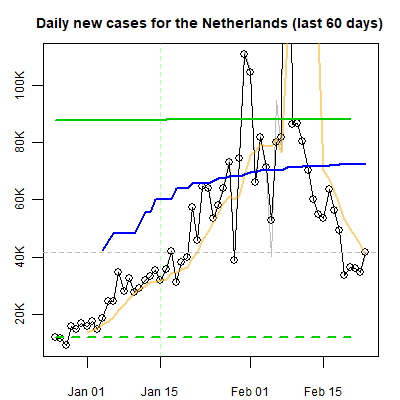 Daily new cases for the Netherlands (last 60 days)
100K
80K
60K
40K
20K
Jan 01
Jan 15
Feb 01
Feb 15